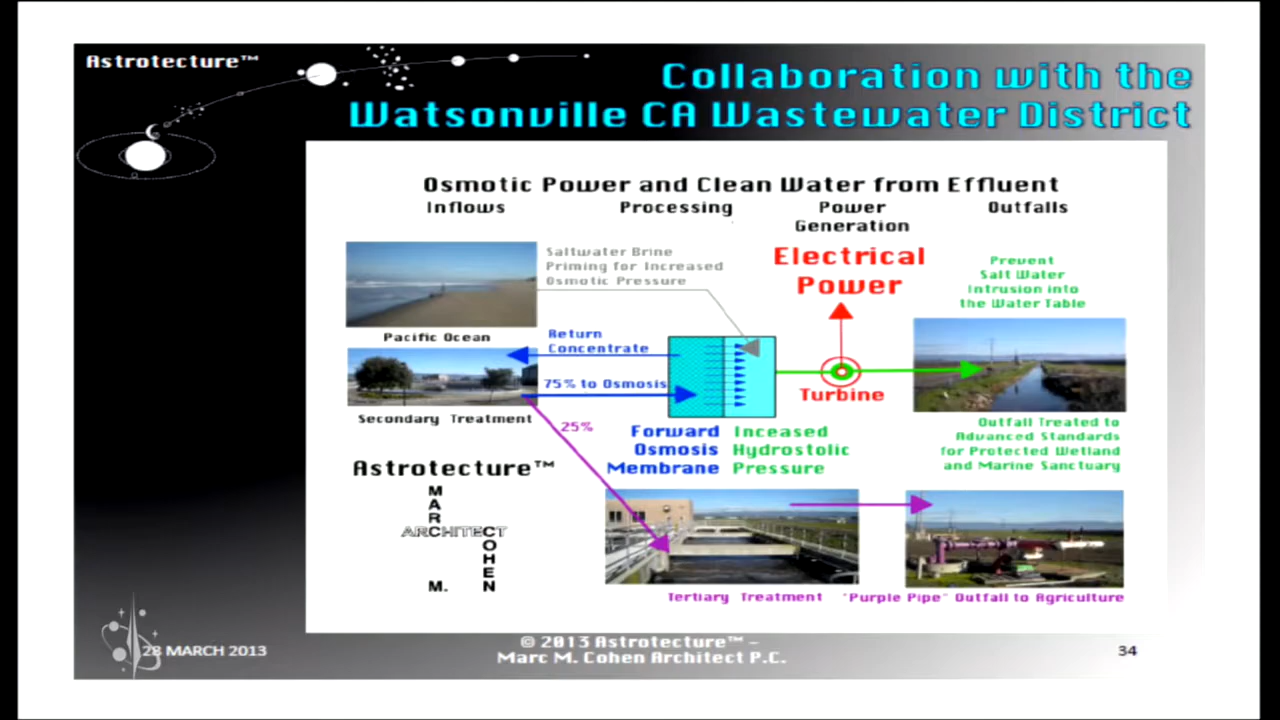 Astrotecture™
Collaboration with the
Watsonville CA Wastewater District
Osmotic Power and Clean Water from Effluent
Inflows
Processing
Power
Generation
Outfalls
Saltwater Brine
Priming for Increased
Osmotic Pressure
Electrical
Power
Prevent
Salt Water
Intrusion into
the Water Table
Pacific Ocean
Return
Concentrate
75% to Osmosis
Turbine
Secondary Treatment
25%
Forward
Osmosis
Membrane
Inceased
Hydrostolic
Pressure
Outfall Treated to
Advanced Standards
for Protected Wetland
and Marine Sanctuary
Astrotecture™
MARC
ARCHITECT
COHEN
M.
Tertiary Treatment
"Purple Pipe" Outfall to Agriculture
28 MARCH 2013
© 2013 Astrotecture™ –
Marc M. Cohen Architect P.C.
34